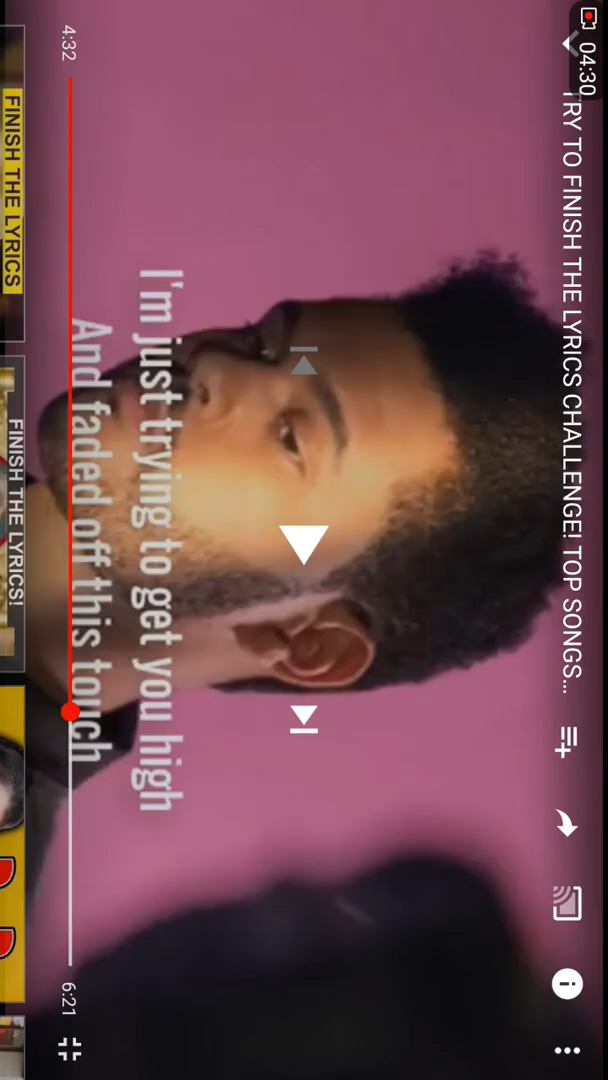 04:30
TRY TO FINISH THE LYRICS CHALLENGE! TOP SONGS...
I'm just trying to get you high
And faded off this touch
4:32
6:21
FINISH THE LYRICS
FINISH THE LYRICS!